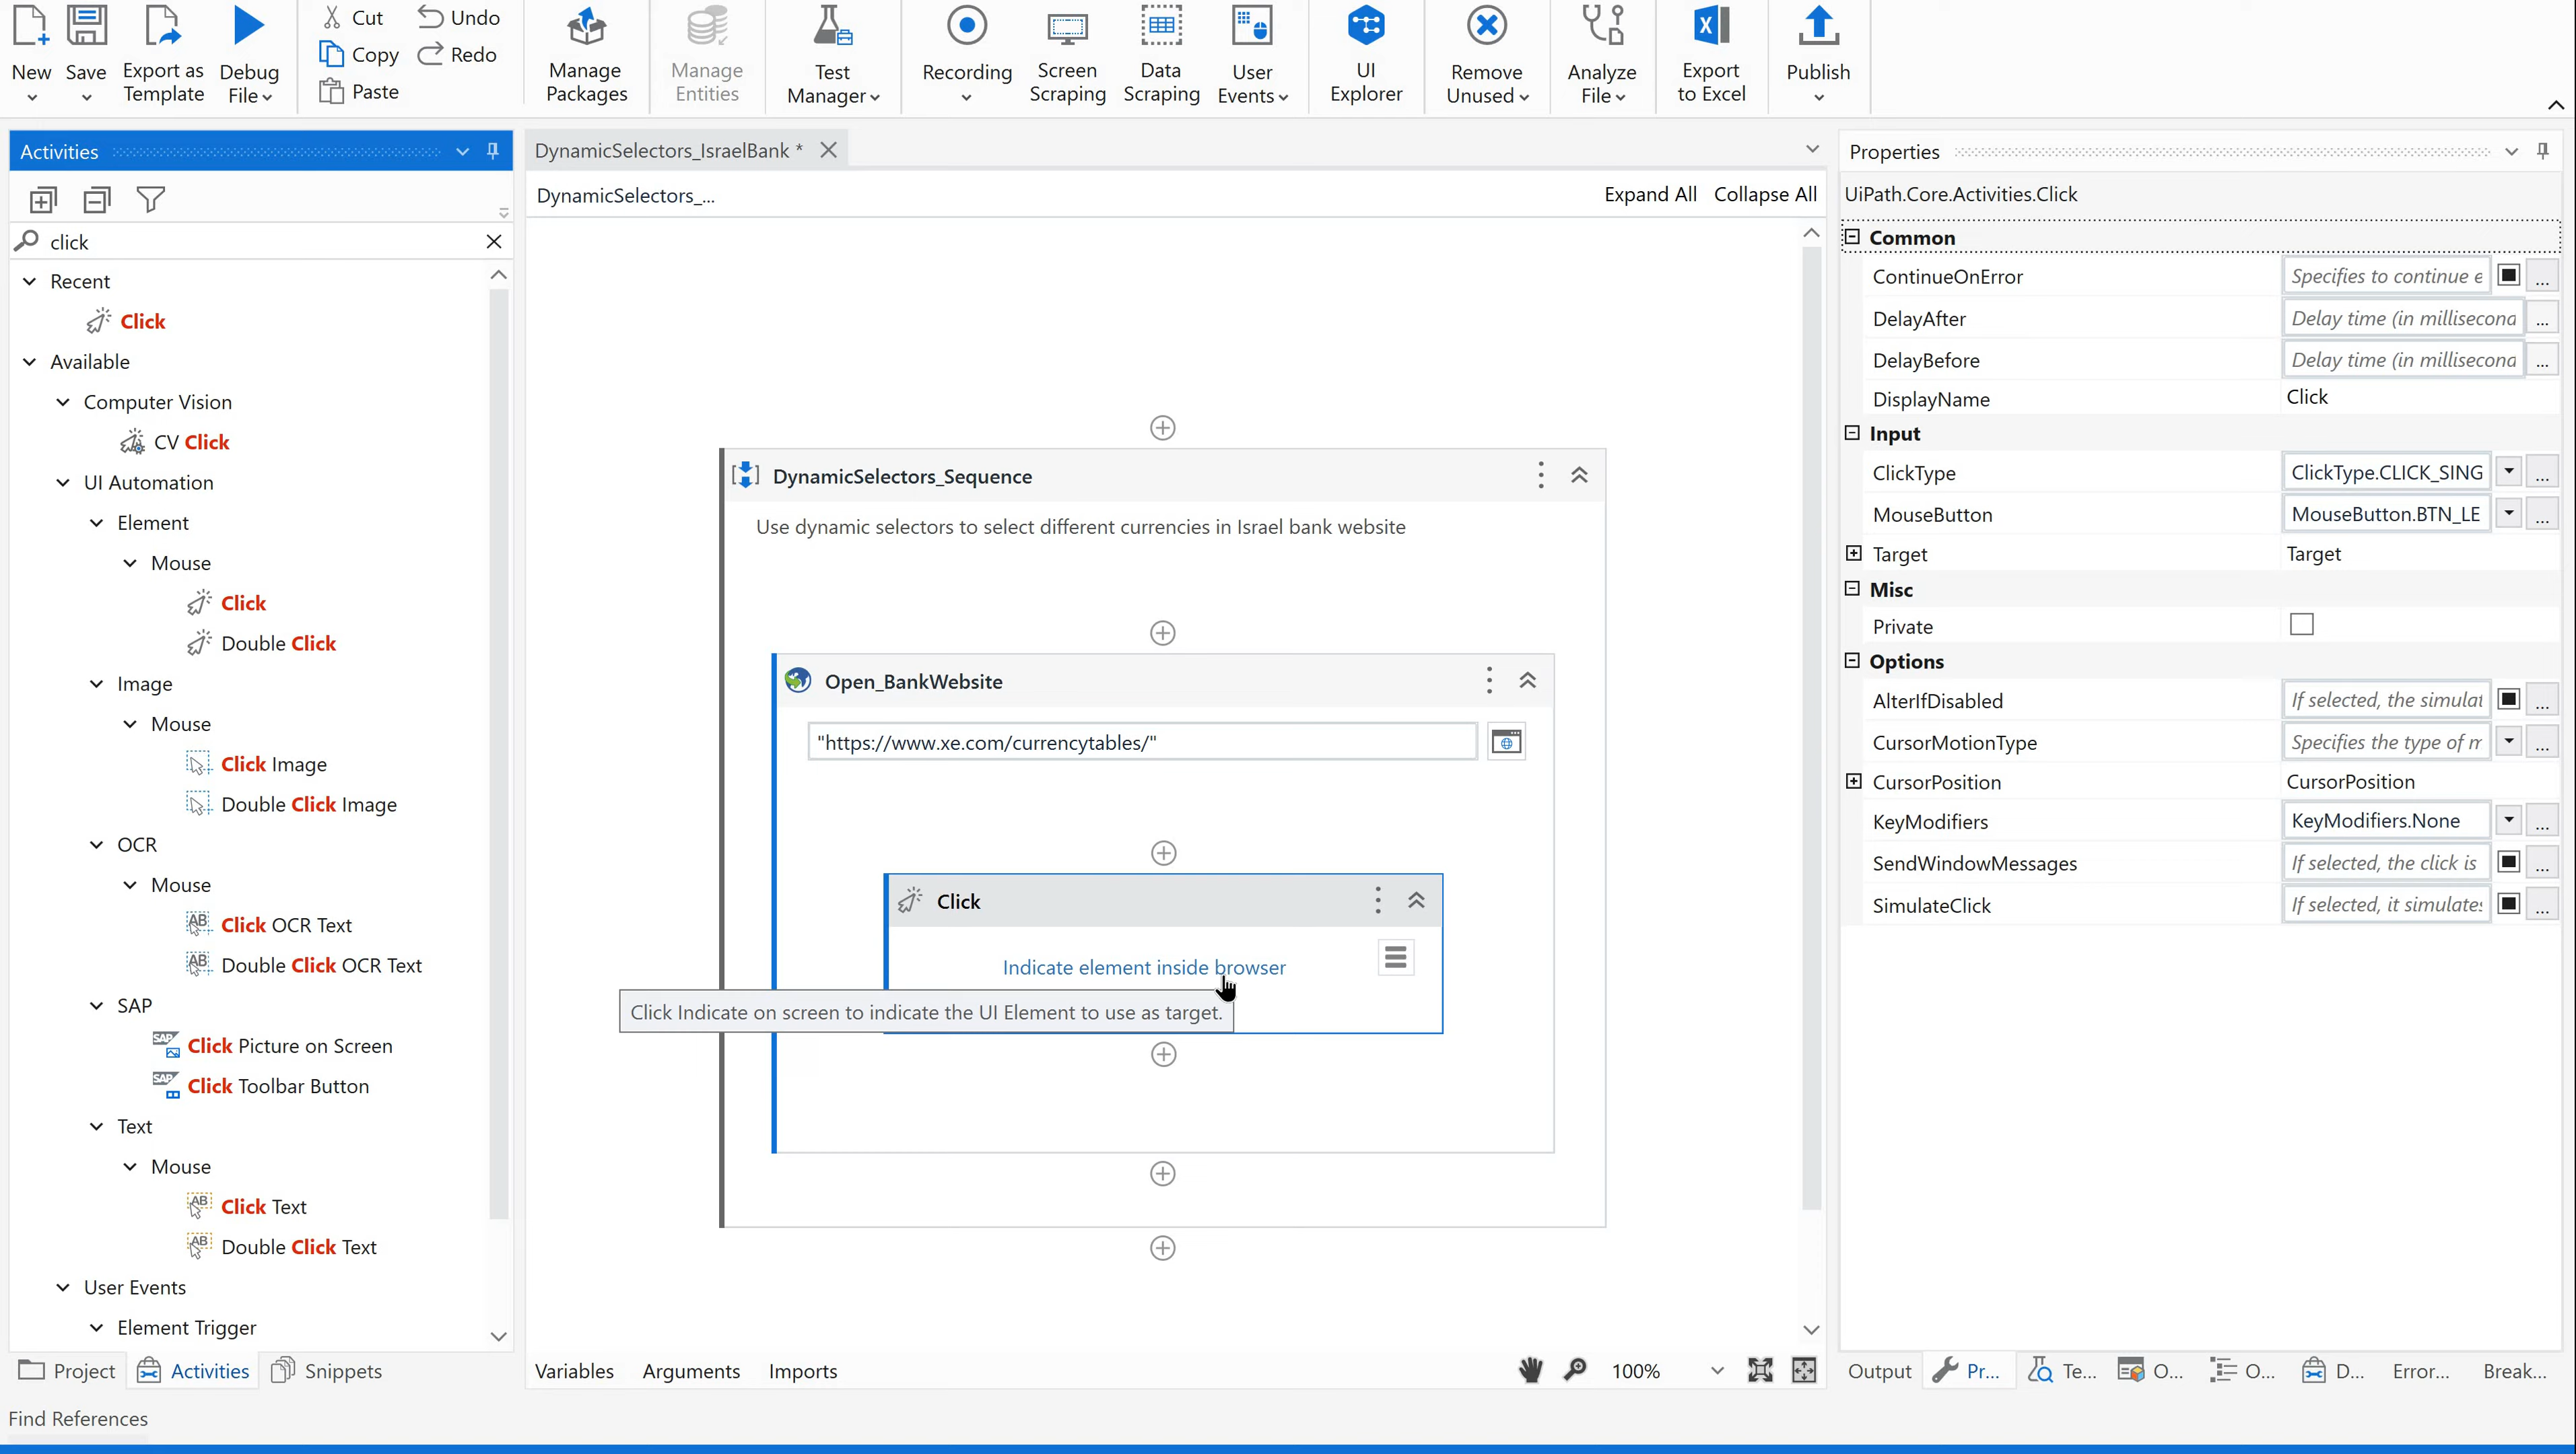 New
Save
Export as
Template
Debug
File
Cut
Copy
Paste
Undo
Redo
Manage
Packages
Manage
Entities
Test
Manager
Recording
Screen
Scraping
Data
Scraping
User
Events
UI
Explorer
Remove
Unused
Analyze
File
Export
to Excel
Publish
Activities
click
Recent
Click
Available
Computer Vision
CV Click
UI Automation
Element
Mouse
Click
Double Click
Image
Mouse
Click Image
Double Click Image
OCR
Mouse
Click OCR Text
Double Click OCR Text
SAP
Click Picture on Screen
Click Toolbar Button
Text
Mouse
Click Text
Double Click Text
User Events
Element Trigger
Project
Activities
Snippets
Find References
DynamicSelectors_IsraelBank *
DynamicSelectors_...
Expand All
Collapse All
DynamicSelectors_Sequence
Use dynamic selectors to select different currencies in Israel bank website
Open_BankWebsite
"https://www.xe.com/currencytables/"
Click
Indicate element inside browser
Click Indicate on screen to indicate the UI Element to use as target.
Variables
Arguments
Imports
100%
Properties
UiPath.Core.Activities.Click
Common
ContinueOnError Specifies to continue e ...
DelayAfter Delay time (in millisecond ...
DelayBefore Delay time (in millisecond ...
DisplayName Click
Input
ClickType ClickType.CLICK_SING ...
MouseButton MouseButton.BTN_LE ...
Target Target
Misc
Private
Options
AlterIfDisabled If selected, the simulat ...
CursorMotionType Specifies the type of m ...
CursorPosition CursorPosition
KeyModifiers KeyModifiers.None ...
SendWindowMessages If selected, the click is ...
SimulateClick If selected, it simulates ...
Output
Pr...
Te...
O...
O...
D...
Error...
Break...